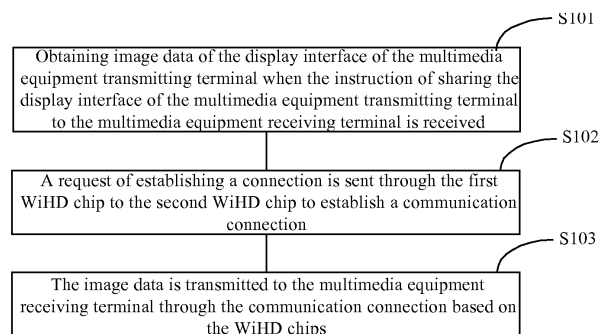 S101
Obtaining image data of the display interface of the multimedia
equipment transmitting terminal when the instruction of sharing the
display interface of the multimedia equipment transmitting terminal
to the multimedia equipment receiving terminal is received
S102
A request of establishing a connection is sent through the first
WiHD chip to the second WiHD chip to establish a communication
connection
S103
The image data is transmitted to the multimedia equipment
receiving terminal through the communication connection based on
the WiHD chips